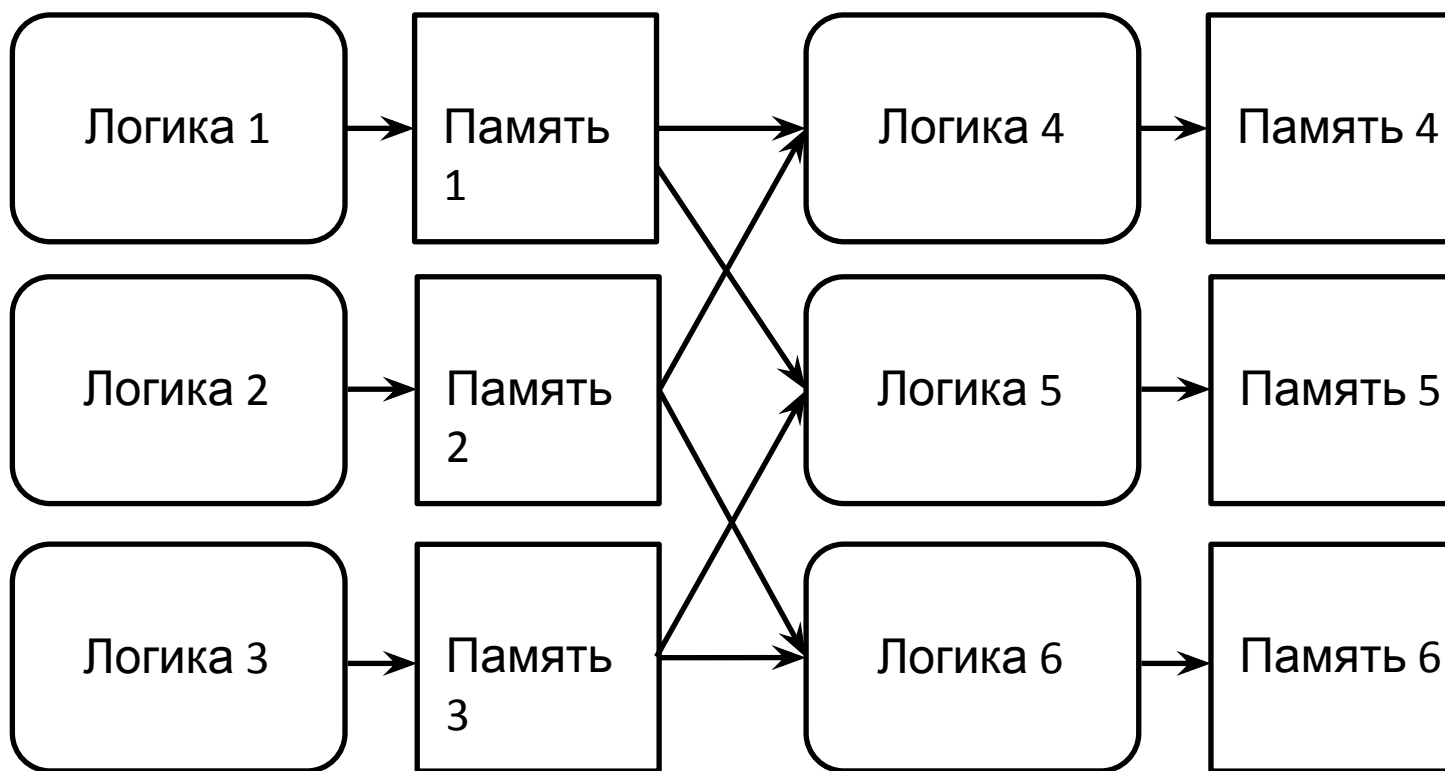 Логика 1
Память
1
Логика 4
Память 4
Логика 2
Память
2
Логика 5
Память 5
Логика 3
Память
3
Логика 6
Память 6